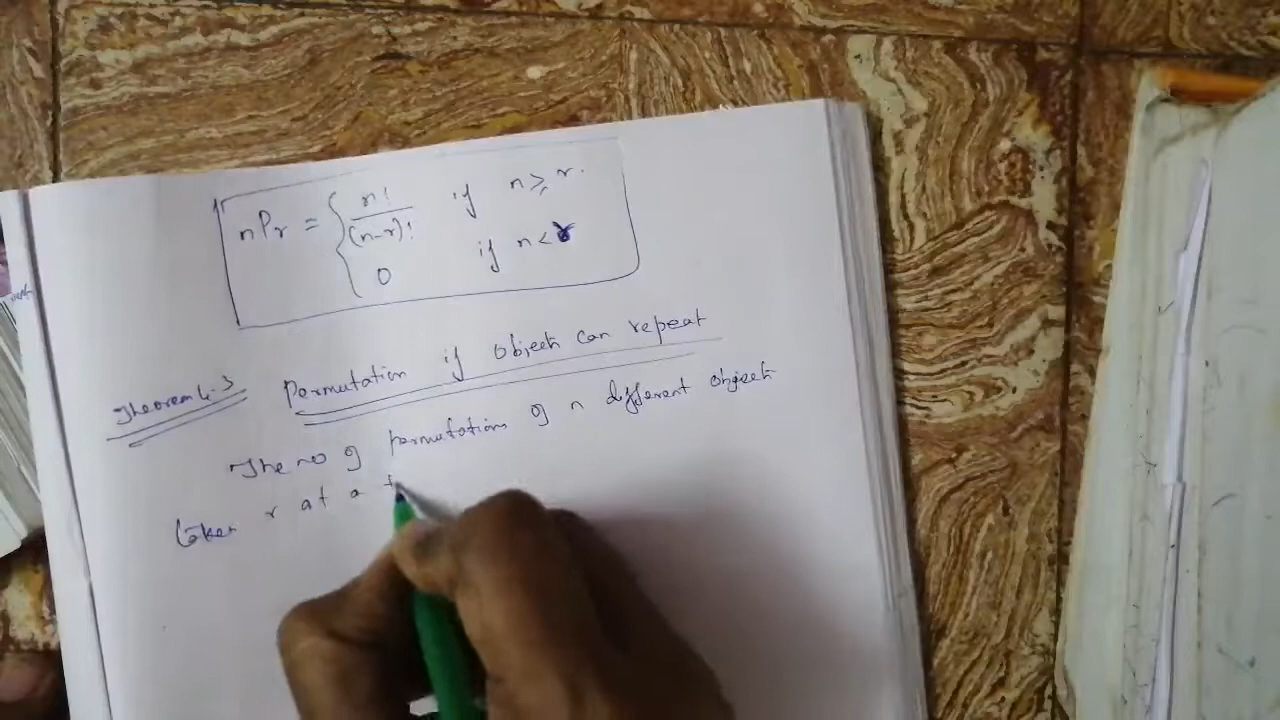 nPr = { n! / (n-r)! if n ≥ r.
0 if n < r
Theorem 4.3 Permutation if objects can repeat
The no of permutations of n different objects
taken r at a t